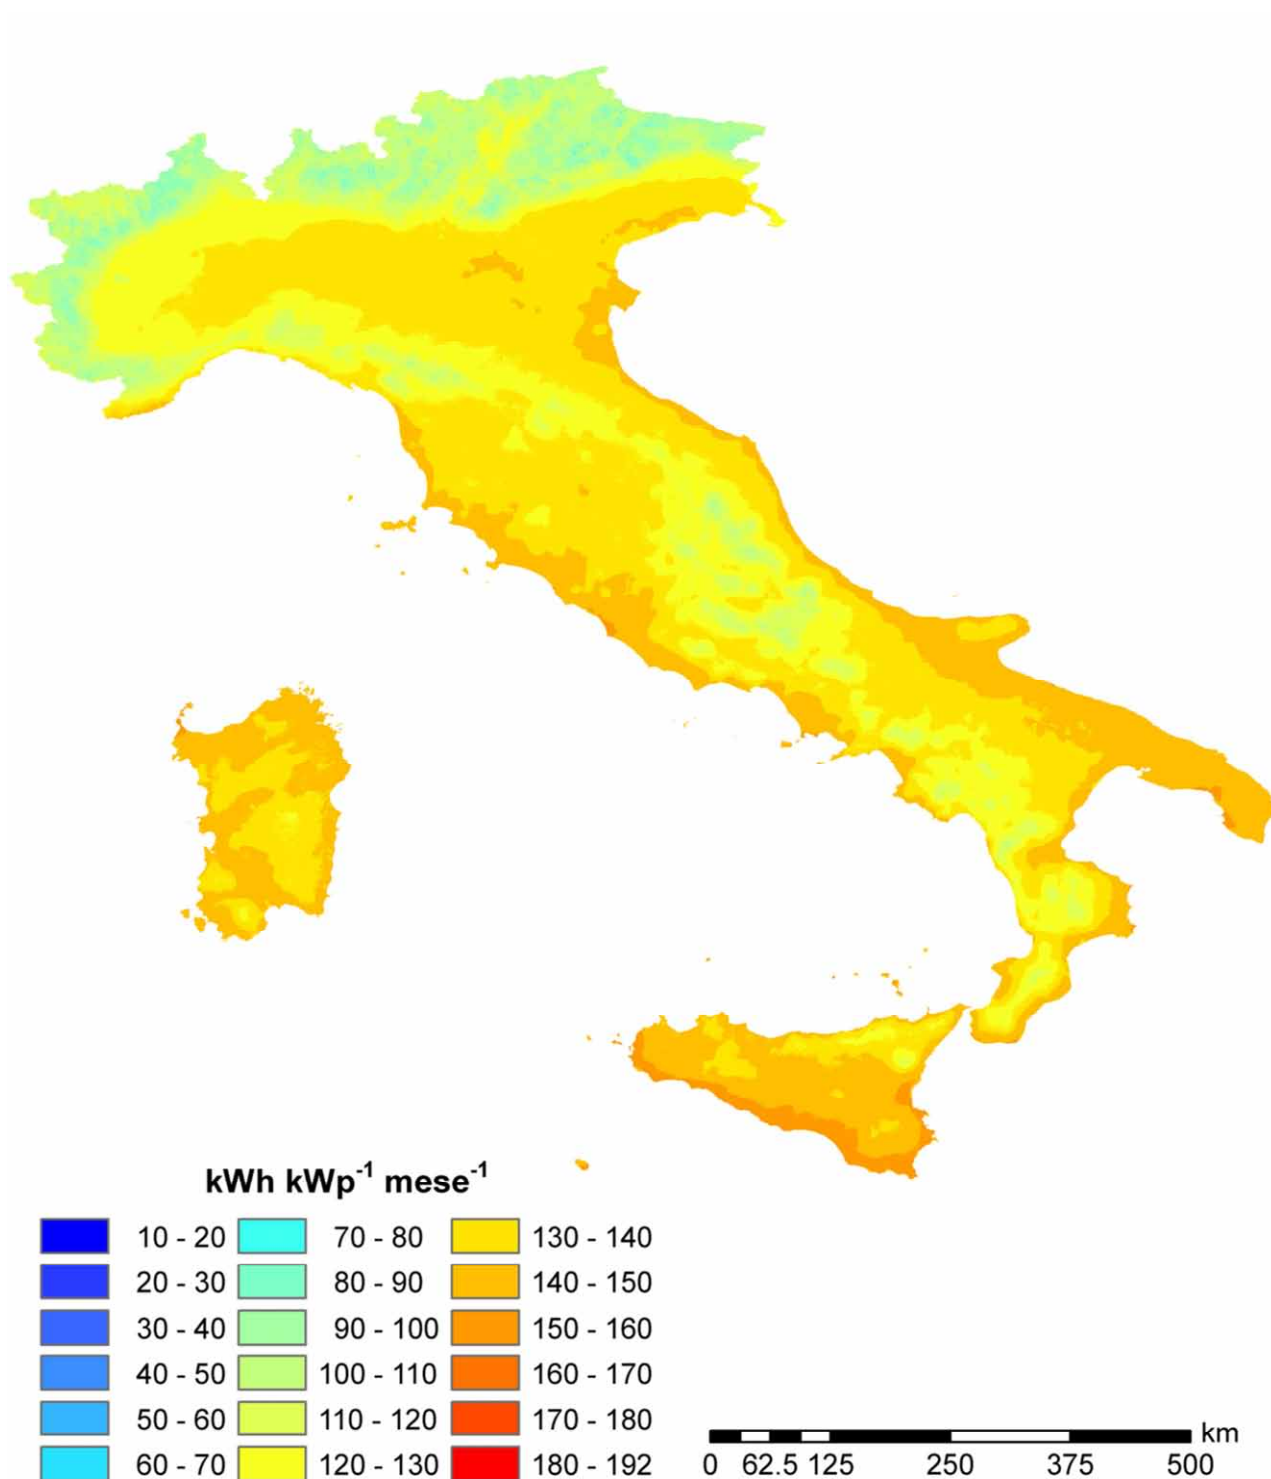 kWh kWp-1 mese-1
10 - 20 70 - 80 130 - 140
20 - 30 80 - 90 140 - 150
30 - 40 90 - 100 150 - 160
40 - 50 100 - 110 160 - 170
50 - 60 110 - 120 170 - 180
60 - 70 120 - 130 180 - 192
km
0 62.5 125 250 375 500